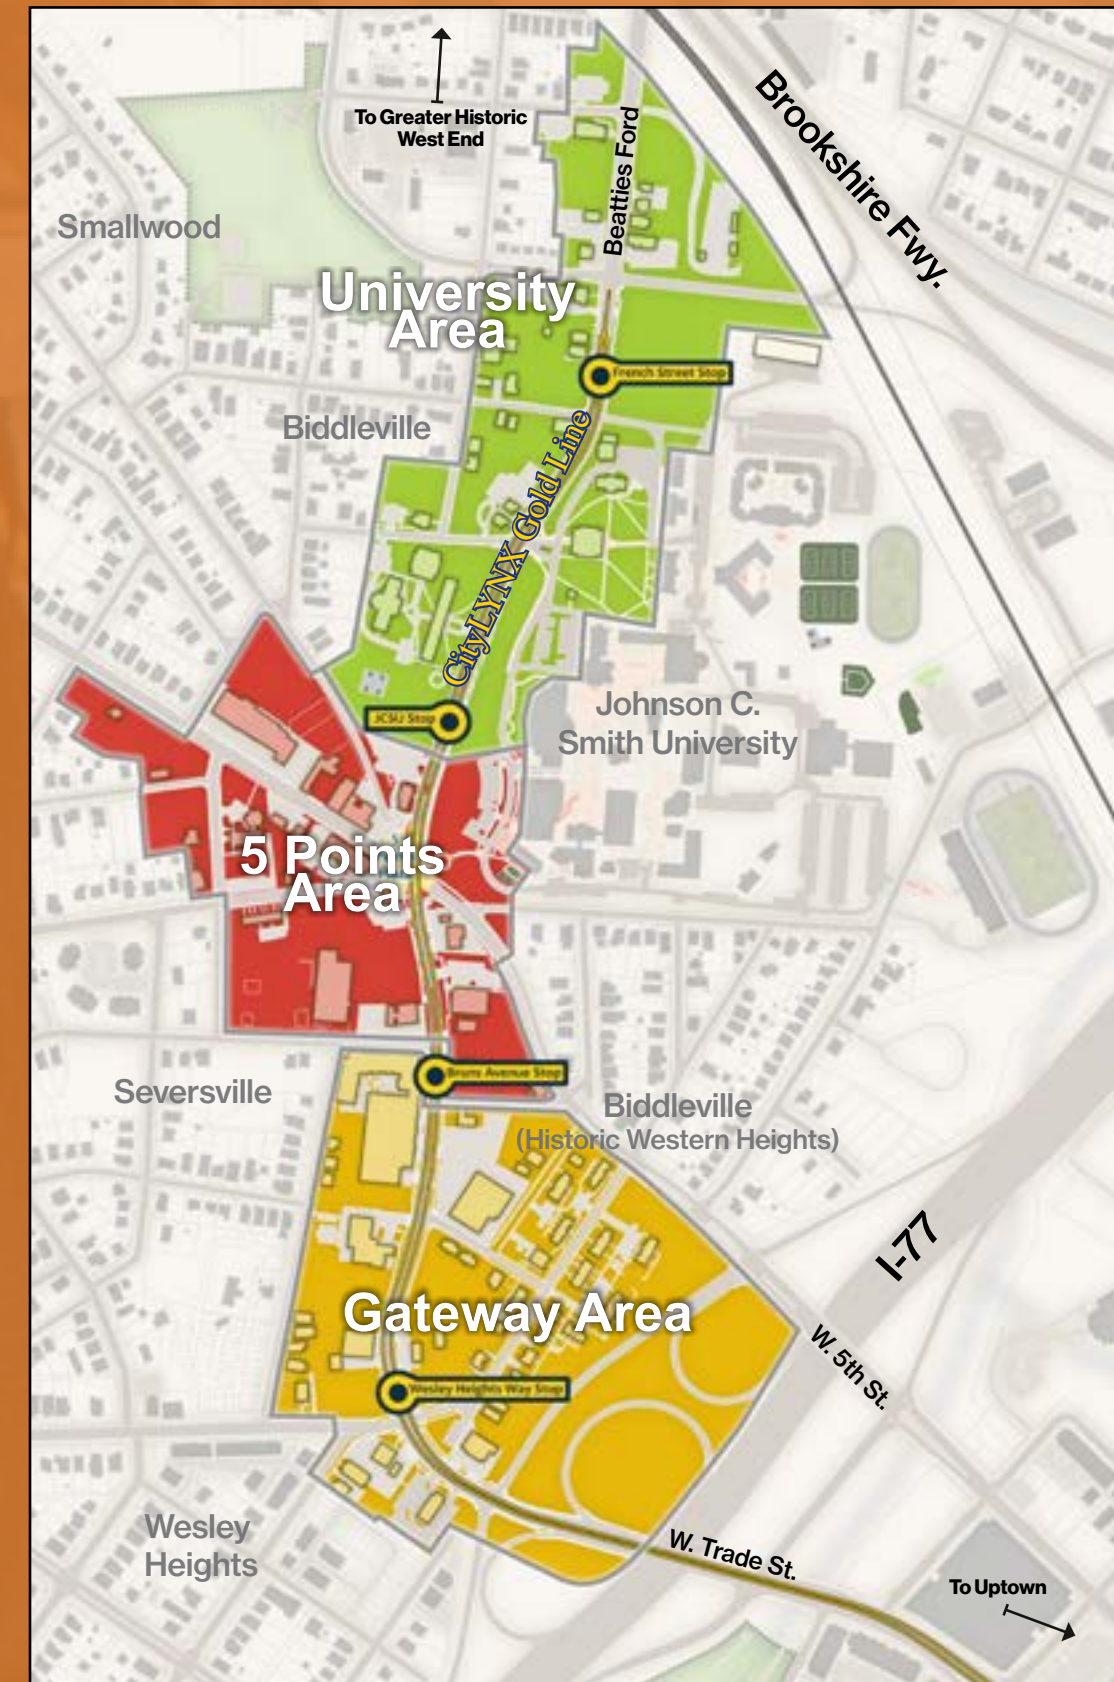 To Greater Historic
West End
Brookshire Fwy.
Beatties Ford
Smallwood
University
Area
French Street Stop
Biddleville
CityLYNX Gold Line
JCSU Stop
Johnson C.
Smith University
5 Points
Area
Bruns Avenue Stop
Seversville
Biddleville
(Historic Western Heights)
I-77
Gateway Area
W. 5th St.
Wesley Heights Way Stop
Wesley
Heights
W. Trade St.
To Uptown